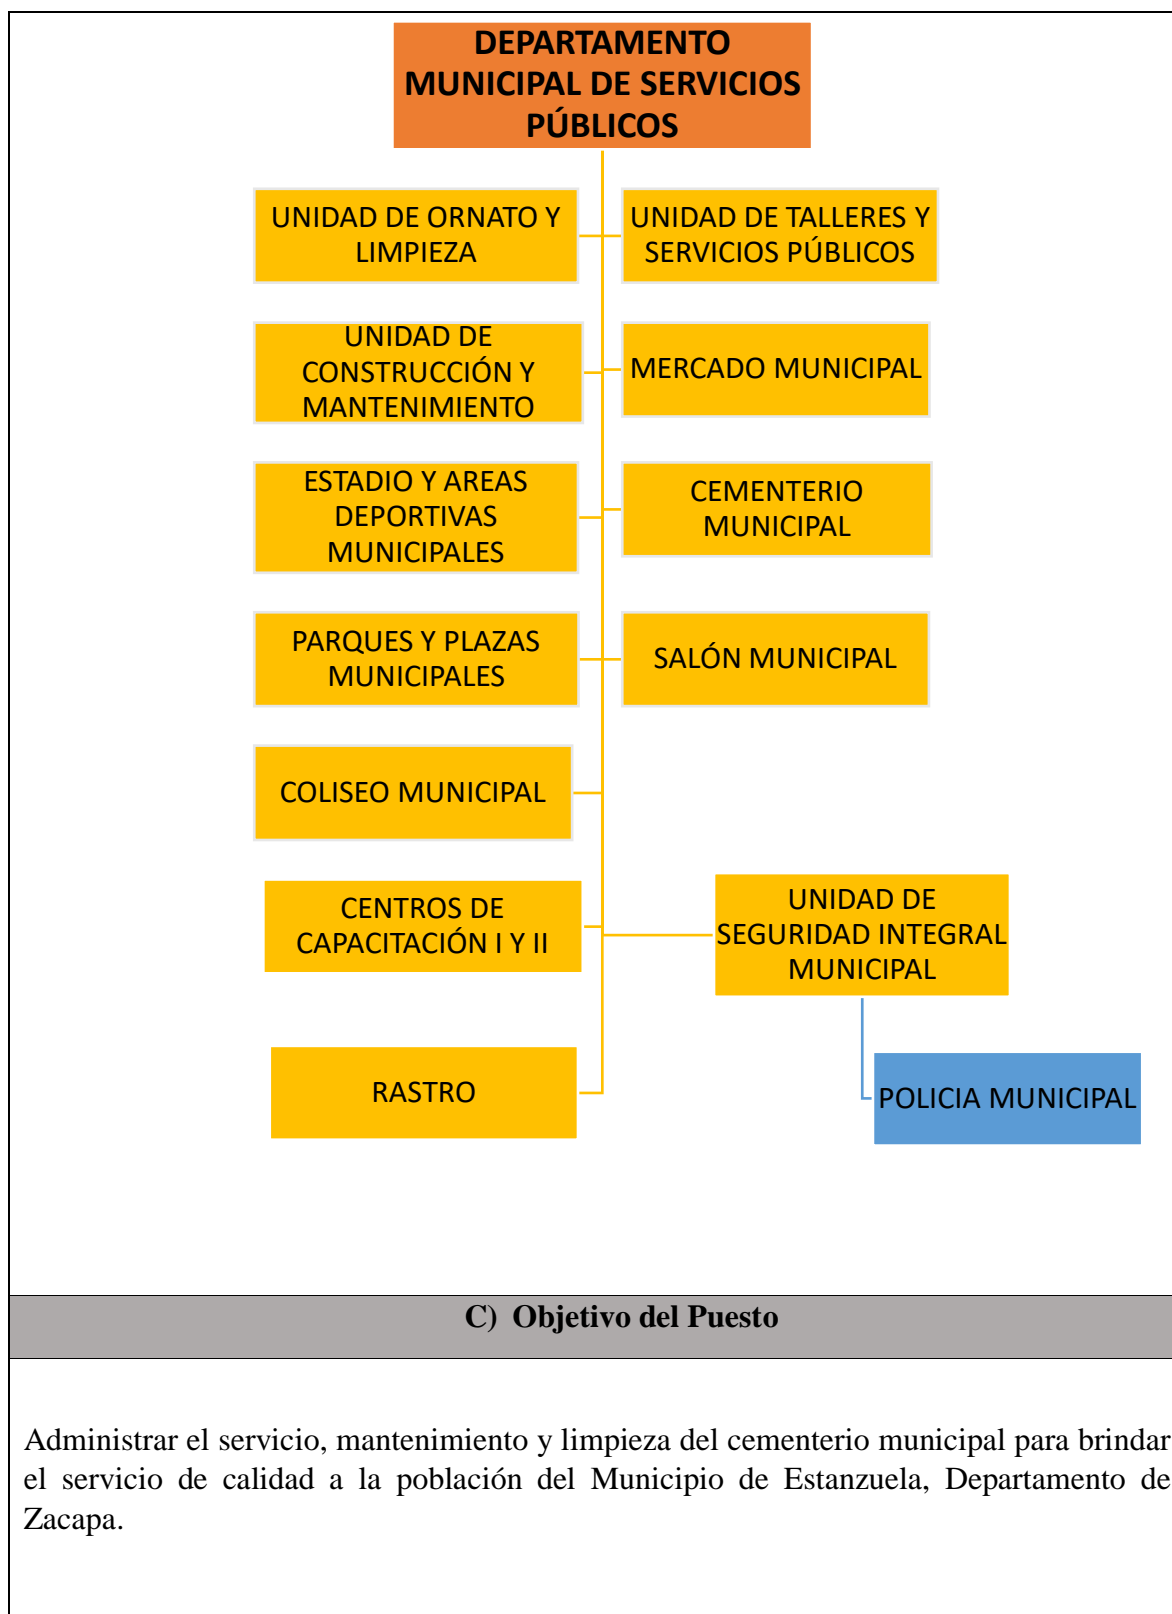 DEPARTAMENTO
MUNICIPAL DE SERVICIOS
PÚBLICOS
UNIDAD DE ORNATO Y
LIMPIEZA
UNIDAD DE TALLERES Y
SERVICIOS PÚBLICOS
UNIDAD DE
CONSTRUCCIÓN Y
MANTENIMIENTO
MERCADO MUNICIPAL
ESTADIO Y AREAS
DEPORTIVAS
MUNICIPALES
CEMENTERIO
MUNICIPAL
PARQUES Y PLAZAS
MUNICIPALES
SALÓN MUNICIPAL
COLISEO MUNICIPAL
CENTROS DE
CAPACITACIÓN I Y II
UNIDAD DE
SEGURIDAD INTEGRAL
MUNICIPAL
RASTRO
POLICIA MUNICIPAL
C) Objetivo del Puesto
Administrar el servicio, mantenimiento y limpieza del cementerio municipal para brindar
el servicio de calidad a la población del Municipio de Estanzuela, Departamento de
Zacapa.